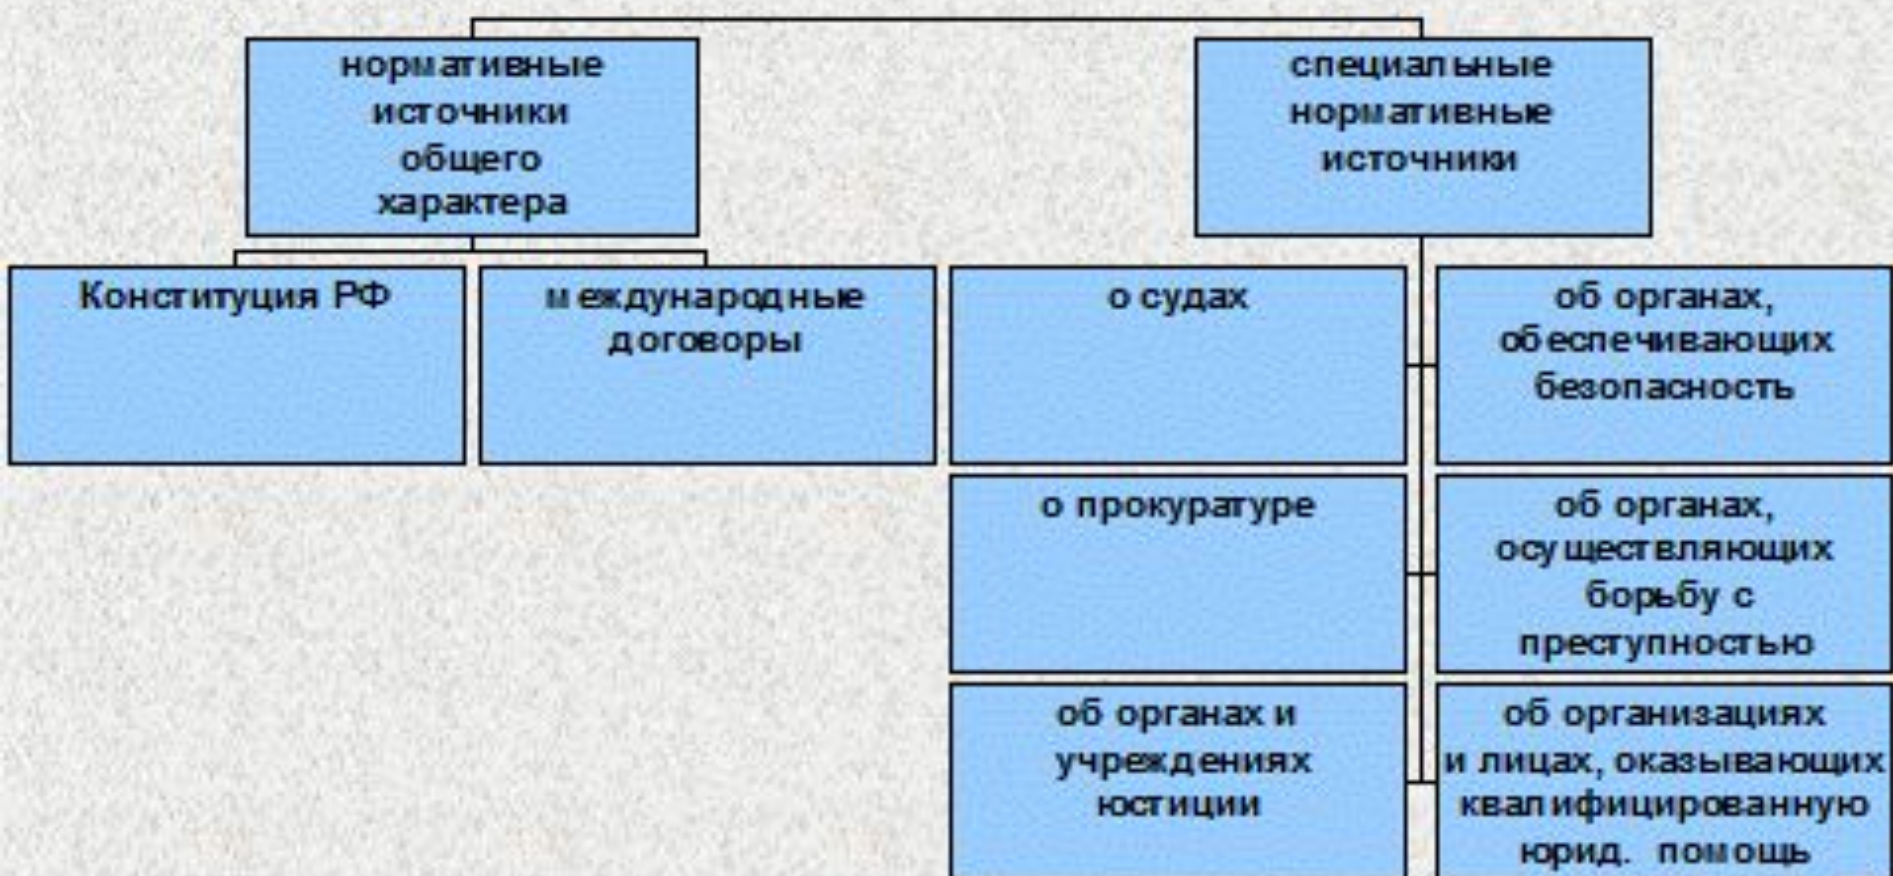 нормативные
источники
общего
характера
специальные
нормативные
источники
Конституция РФ
международные
договоры
о судах
об органах,
обеспечивающих
безопасность
о прокуратуре
об органах,
осуществляющих
борьбу с
преступностью
об органах и
учреждениях
юстиции
об организациях
и лицах, оказывающих
квалифицированную
юрид. помощь